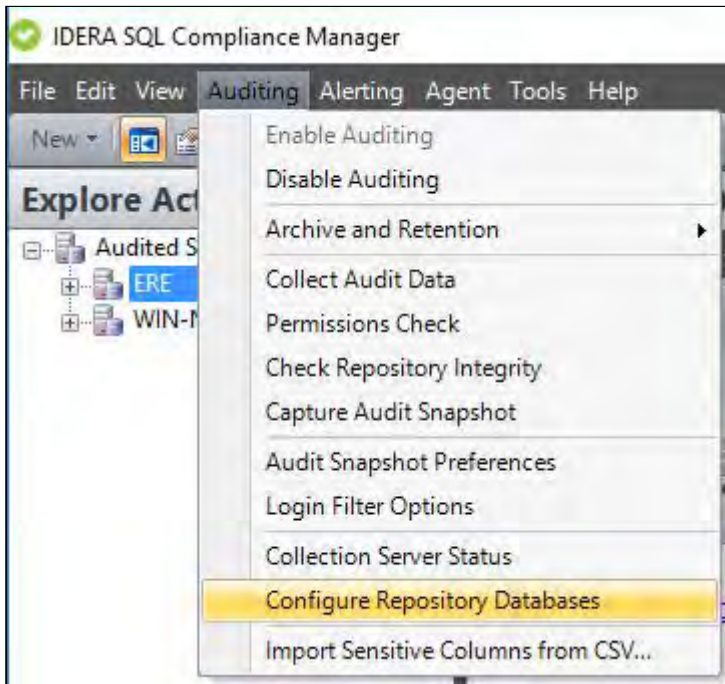 IDERA SQL Compliance Manager
File Edit View Auditing Alerting Agent Tools Help
New
Explore
Audited
ERE
Enable Auditing
Disable Auditing
Archive and Retention
Collect Audit Data
Permissions Check
Check Repository Integrity
Capture Audit Snapshot
Audit Snapshot Preferences
Login Filter Options
Collection Server Status
Configure Repository Databases
Import Sensitive Columns from CSV...